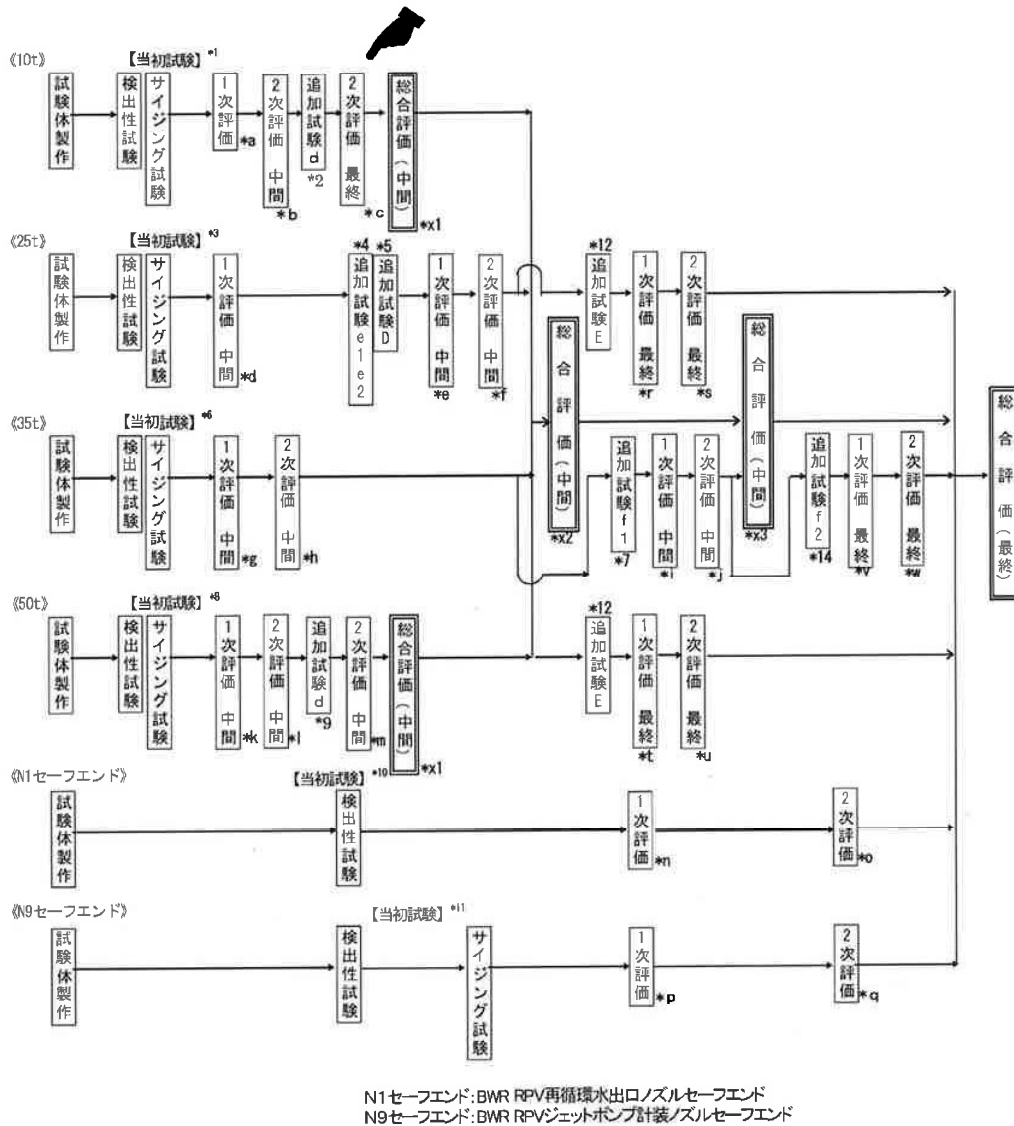 《10t》
【当初試験】*1
試験体製作
検出性試験
サイジング試験
1次評価
*a
2次評価 中間
*b
追加試験d
*2
2次評価 最終
*c
総合評価(中間)
*x1
《25t》
【当初試験】*3
試験体製作
検出性試験
サイジング試験
1次評価 中間
*d
*4
追加試験e1e2
*5
追加試験D
1次評価 中間
*e
2次評価 中間
*f
総合評価(中間)
*x2
*12
追加試験E
1次評価 最終
*r
2次評価 最終
*s
総合評価(中間)
*x3
総合評価(最終)
《35t》
【当初試験】*6
試験体製作
検出性試験
サイジング試験
1次評価 中間
*g
2次評価 中間
*h
追加試験f1
*7
1次評価 中間
*i
2次評価 中間
*j
追加試験f2
*14
1次評価 最終
*v
2次評価 最終
*w
《50t》
【当初試験】*8
試験体製作
検出性試験
サイジング試験
1次評価 中間
*k
2次評価 中間
*l
追加試験d
*9
2次評価 中間
*m
総合評価(中間)
*x1
*12
追加試験E
1次評価 最終
*t
2次評価 最終
*u
《N1セーフエンド》
【当初試験】*10
試験体製作
検出性試験
1次評価
*n
2次評価
*o
《N9セーフエンド》
【当初試験】*11
試験体製作
検出性試験
サイジング試験
1次評価
*p
2次評価
*q
N1セーフエンド:BWR RPV再循環水出口ノズルセーフエンド
N9セーフエンド:BWR RPVジェットポンプ計装ノズルセーフエンド